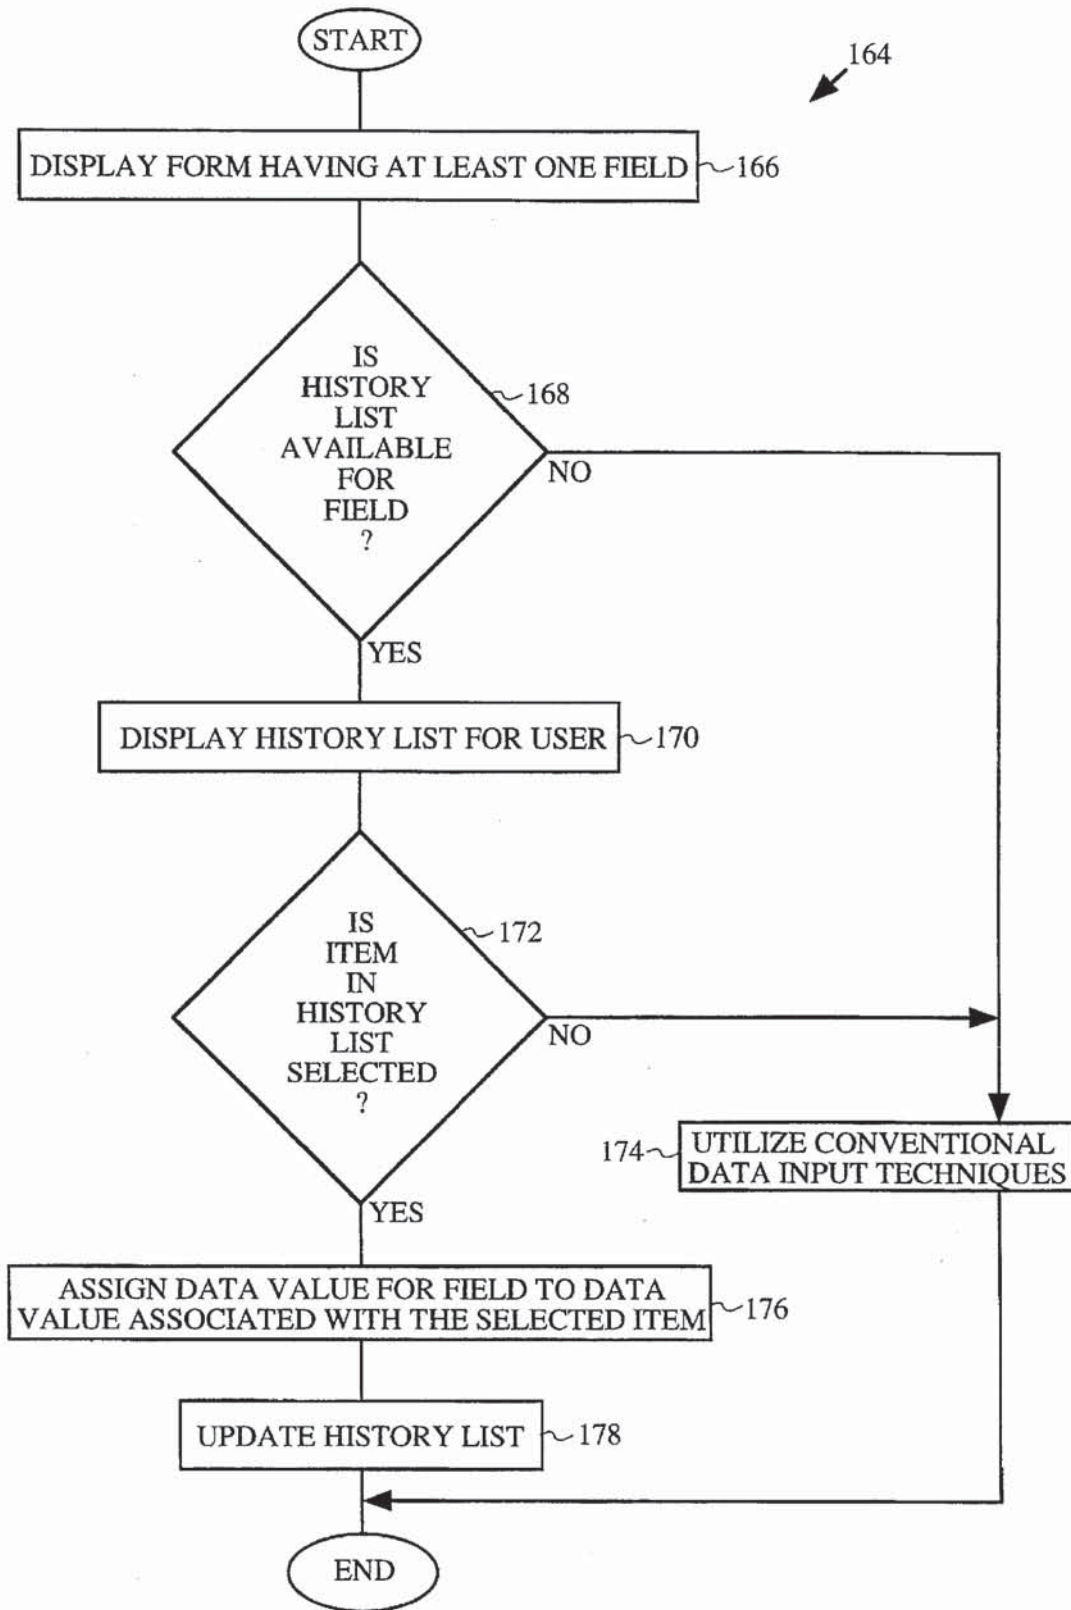 START
164
DISPLAY FORM HAVING AT LEAST ONE FIELD
166
IS
HISTORY
LIST
AVAILABLE
FOR
FIELD
?
168
NO
YES
DISPLAY HISTORY LIST FOR USER
170
IS
ITEM
IN
HISTORY
LIST
SELECTED
?
172
NO
YES
174
UTILIZE CONVENTIONAL
DATA INPUT TECHNIQUES
ASSIGN DATA VALUE FOR FIELD TO DATA
VALUE ASSOCIATED WITH THE SELECTED ITEM
176
UPDATE HISTORY LIST
178
END